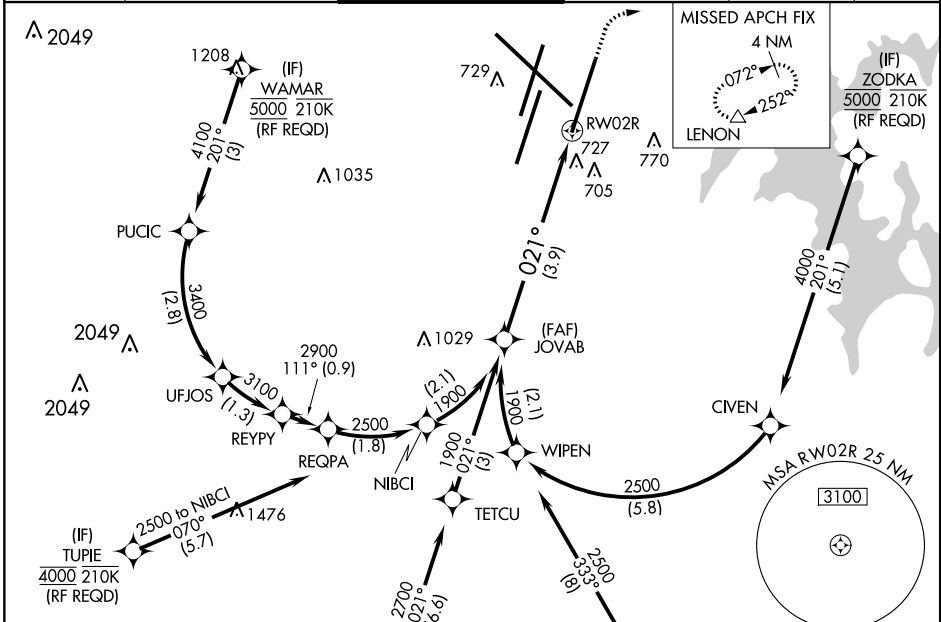 2049
1208
(IF)
WAMAR
5000 210K
(RF REQD)
4100
201°
(3)
729
1035
RW02R
727
705
770
MISSED APCH FIX
4 NM
072°
252°
LENON
(IF)
ZODKA
5000 210K
(RF REQD)
PUCIC
3400
(2.8)
021°
(3.9)
4000
201°
(5.1)
2049
2049
UFJOS
3100
(1.3)
REYPY
2900
111° (0.9)
REQPA
2500
(1.8)
NIBCI
1029
(FAF)
JOVAB
(2.1)
1900
1900
(2.1)
1900
021°
(3)
WIPEN
CIVEN
2500
(5.8)
TETCU
2500 to NIBCI
070°
(5.7)
1476
(IF)
TUPIE
4000 210K
(RF REQD)
2700
021°
(6.6)
2500
333°
(8)
MSA RW02R 25 NM
3100